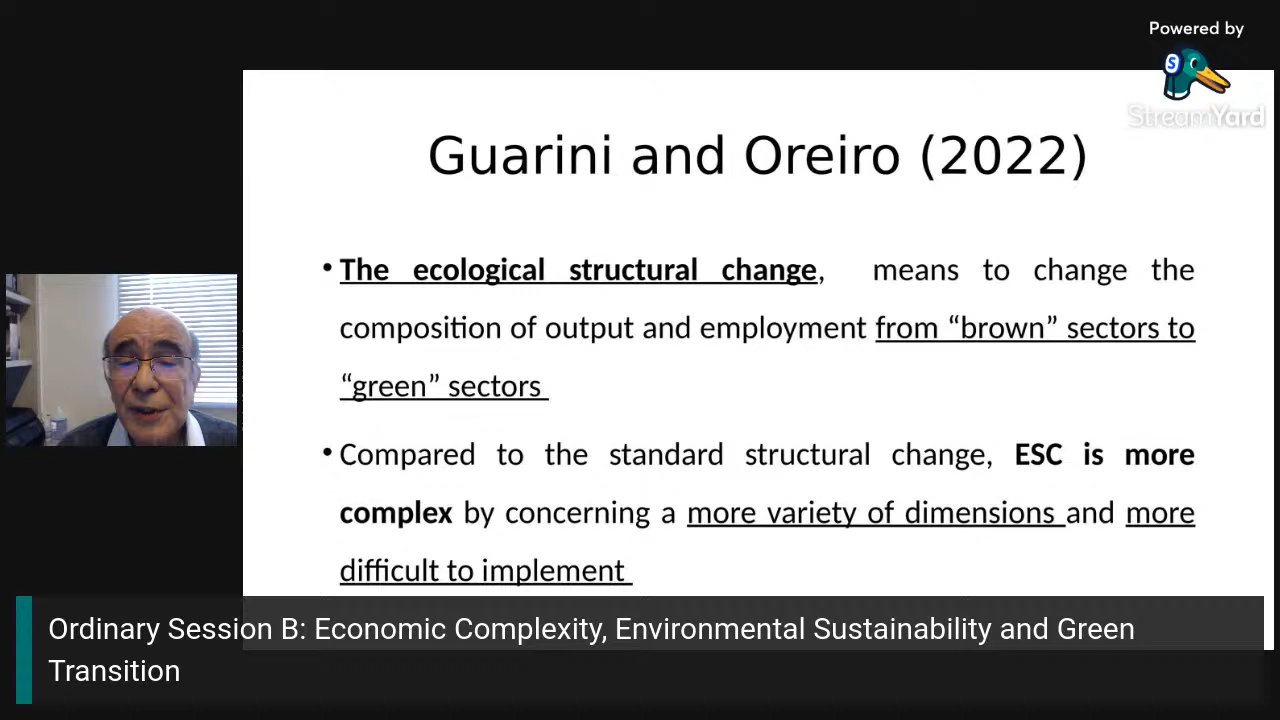 Powered by
S
StreamYard
Guarini and Oreiro (2022)
• The ecological structural change, means to change the
composition of output and employment from “brown” sectors to
“green” sectors
• Compared to the standard structural change, ESC is more
complex by concerning a more variety of dimensions and more
difficult to implement
Ordinary Session B: Economic Complexity, Environmental Sustainability and Green
Transition